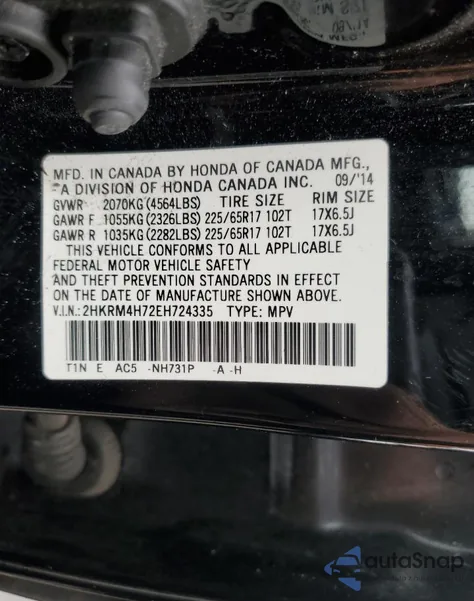 MFD. IN CANADA BY HONDA OF CANADA MFG.,
A DIVISION OF HONDA CANADA INC. 09/'14
GVWR 2070KG(4564LBS) TIRE SIZE RIM SIZE
GAWR F 1055KG(2326LBS) 225/65R17 102T 17X6.5J
GAWR R 1035KG(2282LBS) 225/65R17 102T 17X6.5J
THIS VEHICLE CONFORMS TO ALL APPLICABLE
FEDERAL MOTOR VEHICLE SAFETY
AND THEFT PREVENTION STANDARDS IN EFFECT
ON THE DATE OF MANUFACTURE SHOWN ABOVE.
V.I.N.:2HKRM4H72EH724335 TYPE: MPV
T1N E AC5 -NH731P -A -H
autaSnap